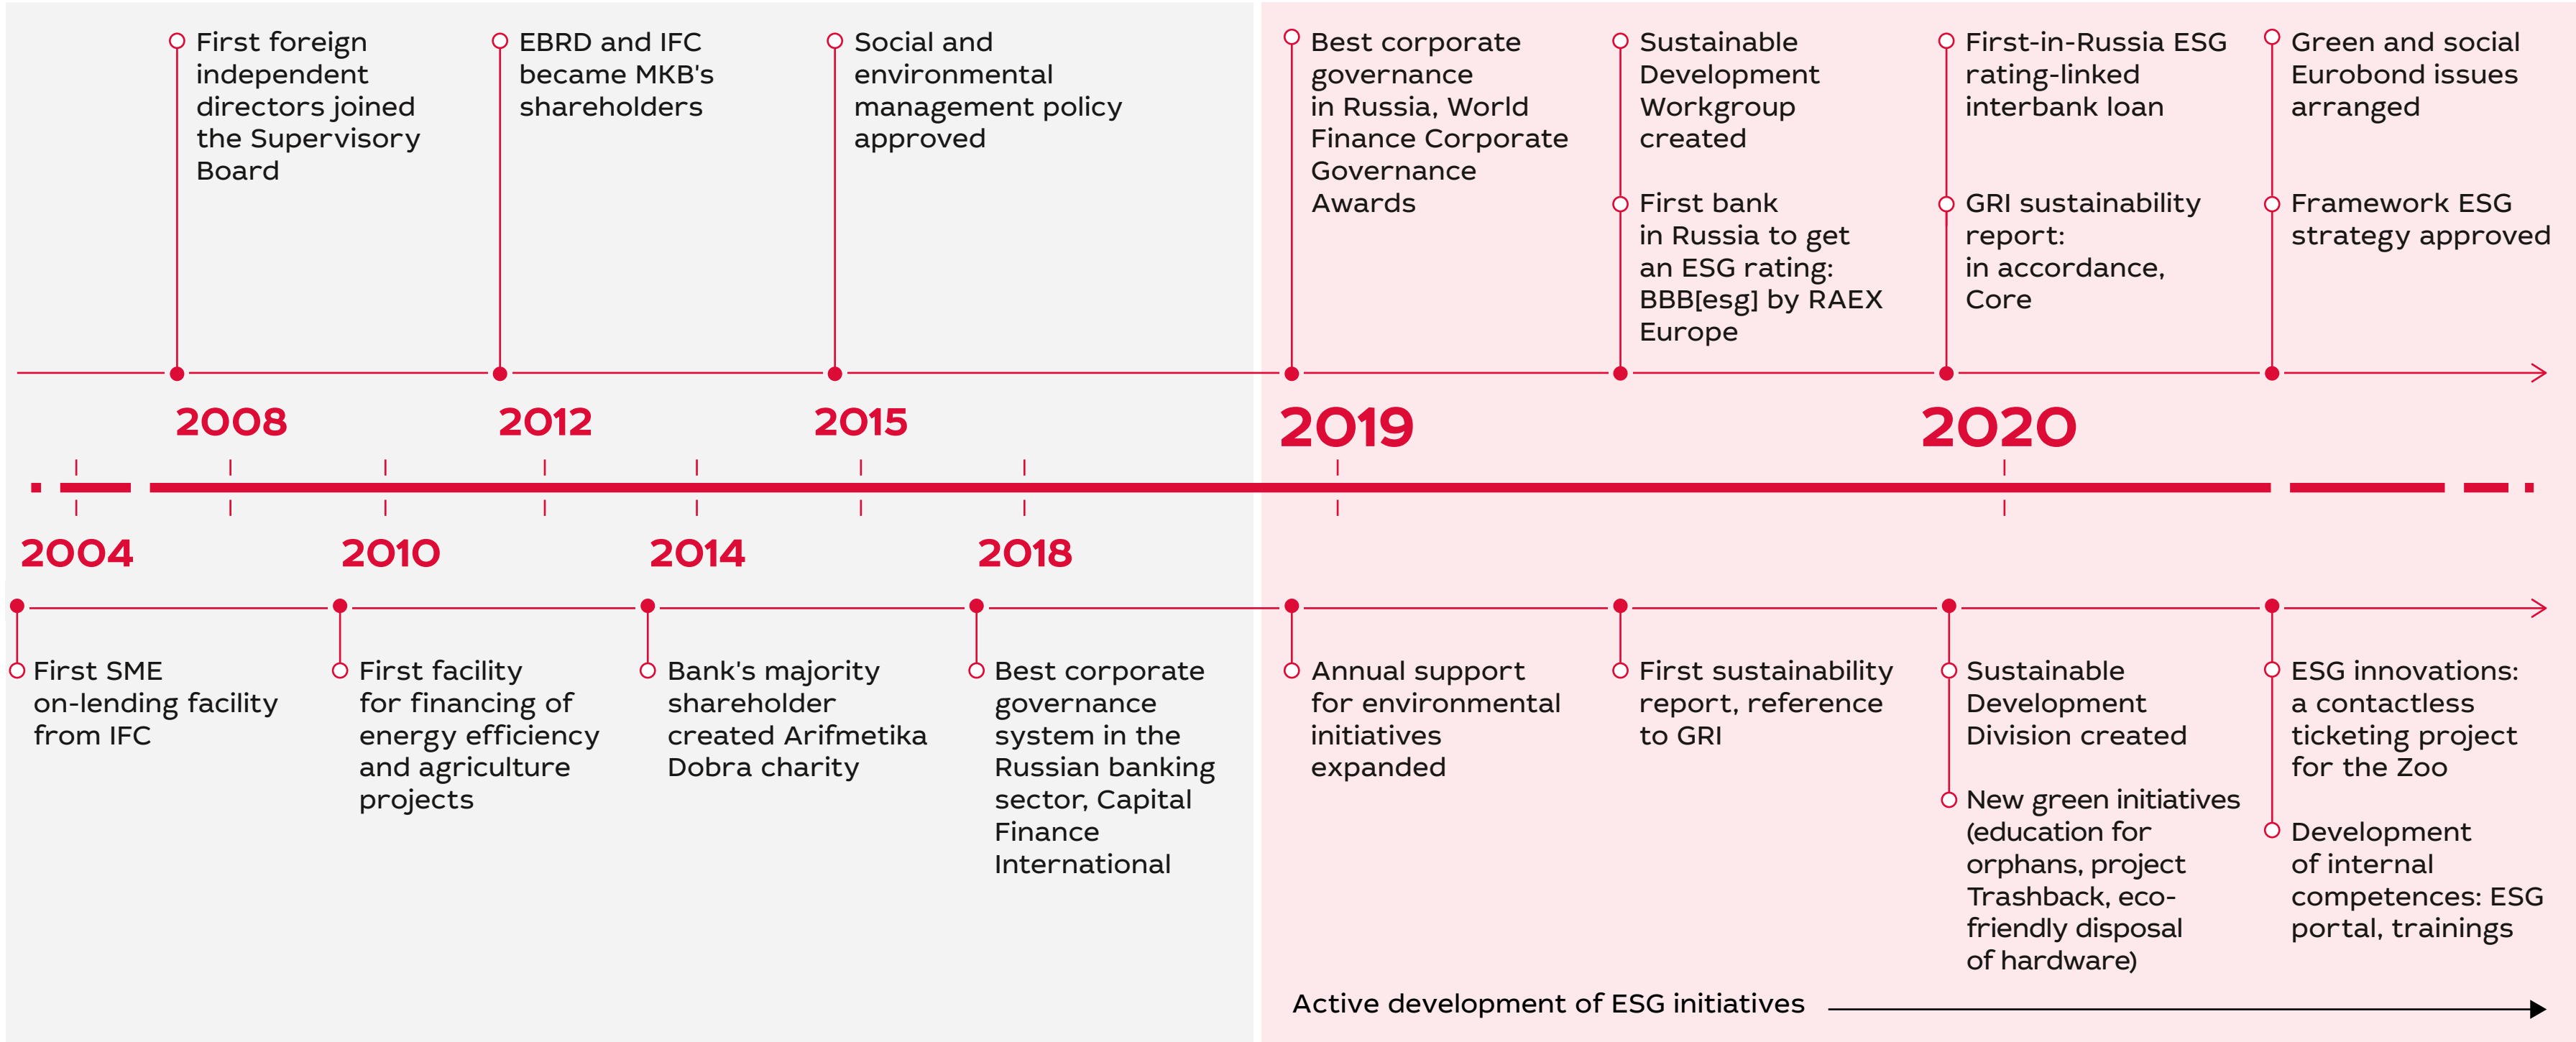 First foreign
independent
directors joined
the Supervisory
Board
EBRD and IFC
became MKB's
shareholders
Social and
environmental
management policy
approved
Best corporate
governance
in Russia, World
Finance Corporate
Governance
Awards
Sustainable
Development
Workgroup
created
First bank
in Russia to get
an ESG rating:
BBB[esg] by RAEX
Europe
First-in-Russia ESG
rating-linked
interbank loan
GRI sustainability
report:
in accordance,
Core
Green and social
Eurobond issues
arranged
Framework ESG
strategy approved
2008
2012
2015
2019
2020
2004
2010
2014
2018
First SME
on-lending facility
from IFC
First facility
for financing of
energy efficiency
and agriculture
projects
Bank's majority
shareholder
created Arifmetika
Dobra charity
Best corporate
governance
system in the
Russian banking
sector, Capital
Finance
International
Annual support
for environmental
initiatives
expanded
First sustainability
report, reference
to GRI
Sustainable
Development
Division created
New green initiatives
(education for
orphans, project
Trashback, eco-
friendly disposal
of hardware)
ESG innovations:
a contactless
ticketing project
for the Zoo
Development
of internal
competences: ESG
portal, trainings
Active development of ESG initiatives